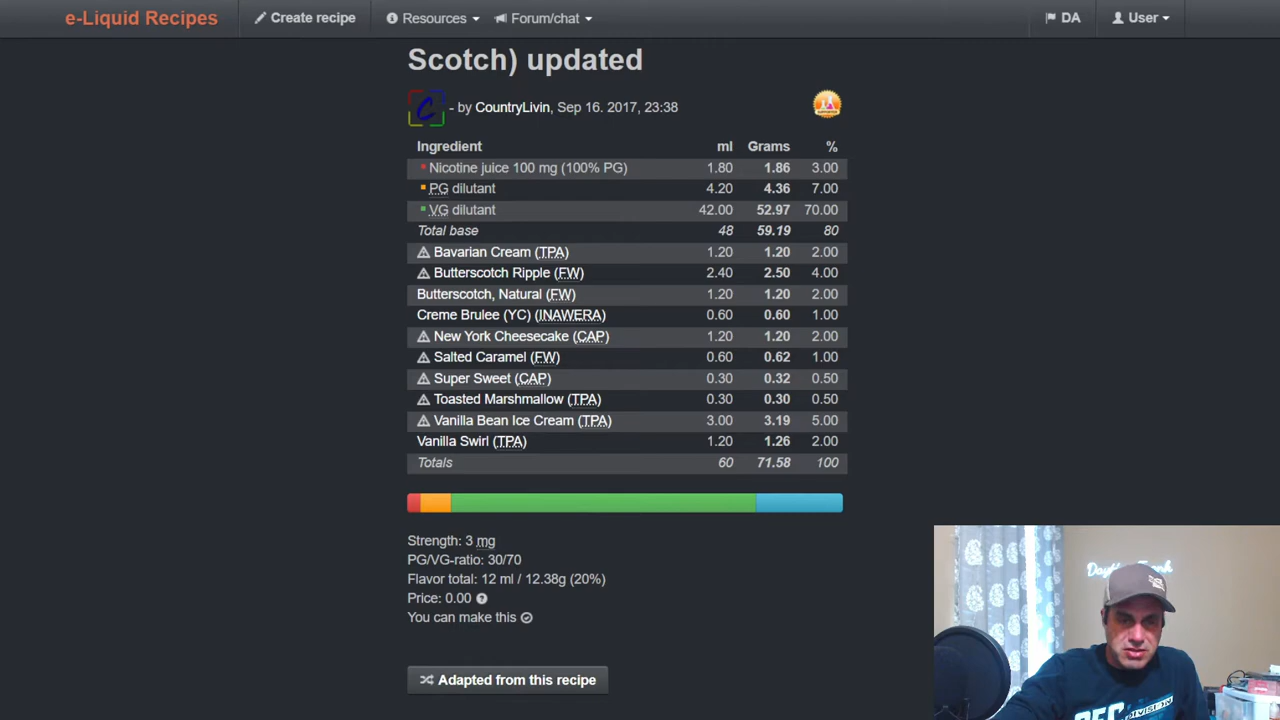 e-Liquid Recipes Create recipe Resources Forum/chat DA User
Scotch) updated
- by CountryLivin, Sep 16. 2017, 23:38
Ingredient ml Grams %
Nicotine juice 100 mg (100% PG) 1.80 1.86 3.00
PG dilutant 4.20 4.36 7.00
VG dilutant 42.00 52.97 70.00
Total base 48 59.19 80
Bavarian Cream (TPA) 1.20 1.20 2.00
Butterscotch Ripple (FW) 2.40 2.50 4.00
Butterscotch, Natural (FW) 1.20 1.20 2.00
Creme Brulee (YC) (INAWERA) 0.60 0.60 1.00
New York Cheesecake (CAP) 1.20 1.20 2.00
Salted Caramel (FW) 0.60 0.62 1.00
Super Sweet (CAP) 0.30 0.32 0.50
Toasted Marshmallow (TPA) 0.30 0.30 0.50
Vanilla Bean Ice Cream (TPA) 3.00 3.19 5.00
Vanilla Swirl (TPA) 1.20 1.26 2.00
Totals 60 71.58 100
Strength: 3 mg
PG/VG-ratio: 30/70
Flavor total: 12 ml / 12.38g (20%)
Price: 0.00
You can make this
Adapted from this recipe